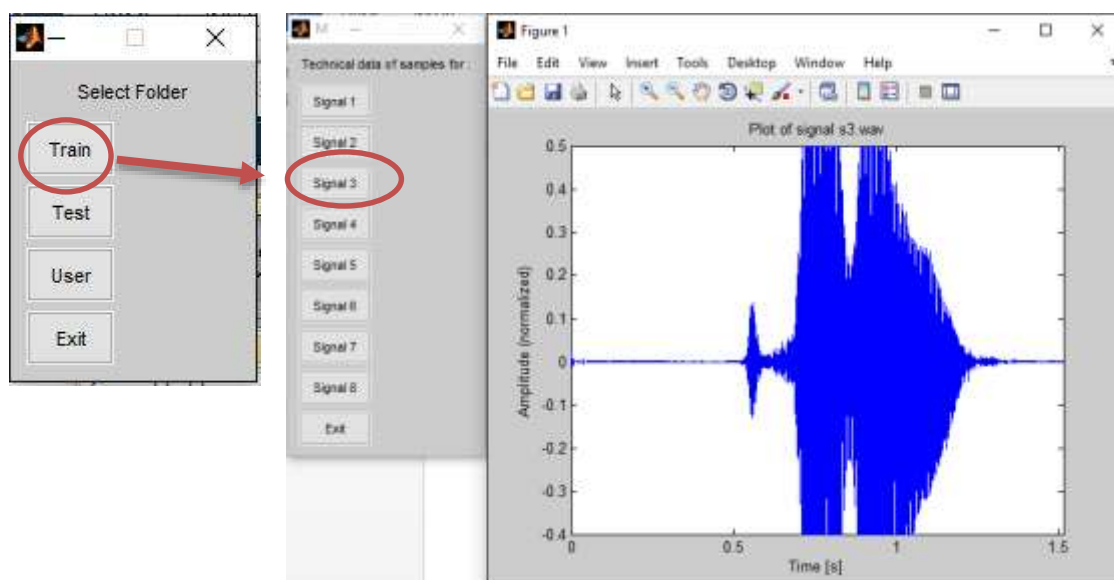 Select Folder
Train
Test
User
Exit
M
Technical data of samples for :
Signal 1
Signal 2
Signal 3
Signal 4
Signal 5
Signal 6
Signal 7
Signal 8
Exit
Figure 1
File Edit View Insert Tools Desktop Window Help
Plot of signal s3.wav
0.5
0.4
0.3
0.2
0.1
0
-0.1
-0.2
-0.3
-0.4
Amplitude (normalized)
0 0.5 1 1.5
Time [s]